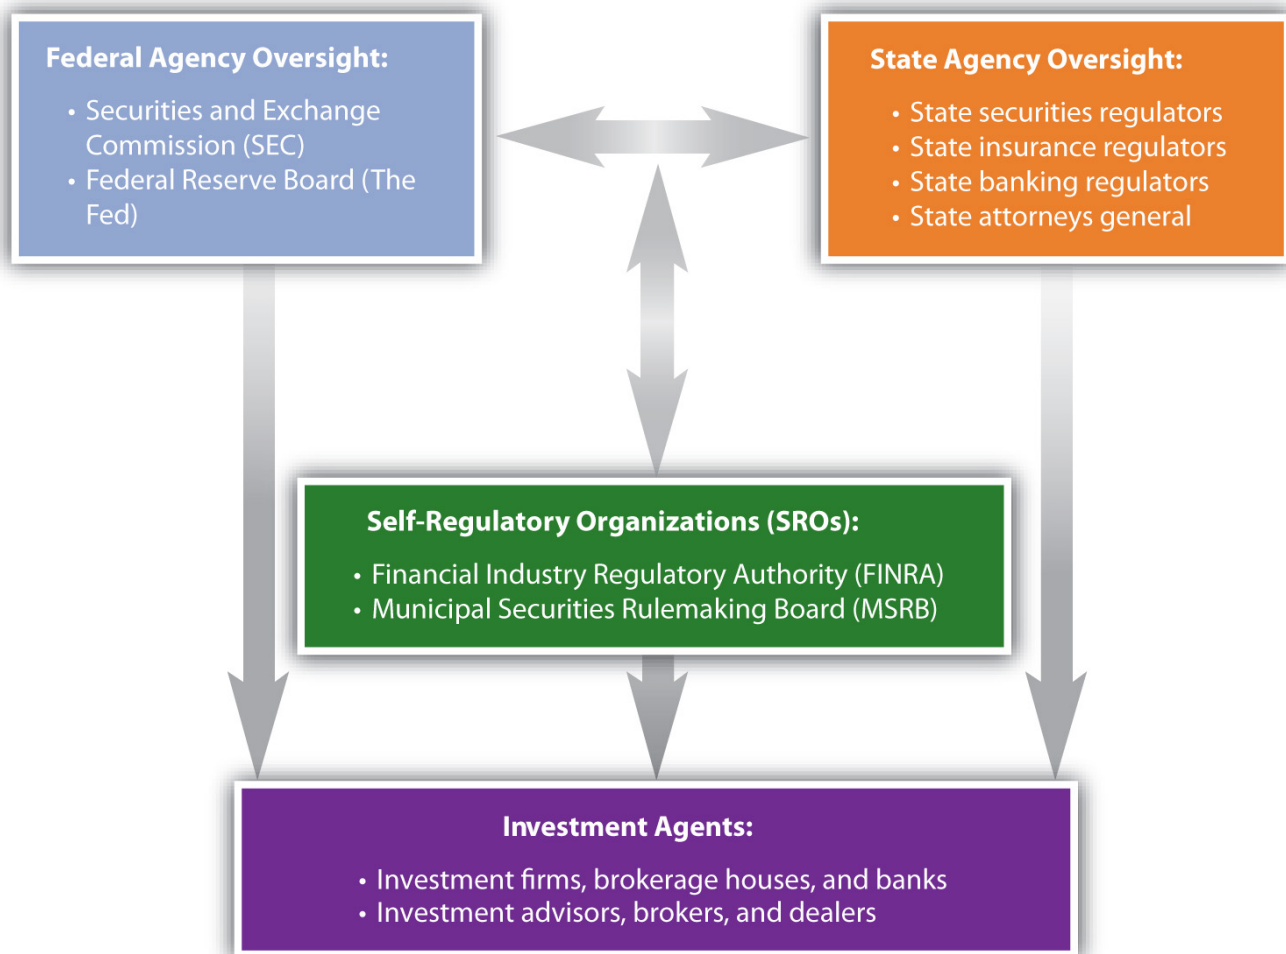 Federal Agency Oversight:
• Securities and Exchange
Commission (SEC)
• Federal Reserve Board (The
Fed)
State Agency Oversight:
• State securities regulators
• State insurance regulators
• State banking regulators
• State attorneys general
Self-Regulatory Organizations (SROs):
• Financial Industry Regulatory Authority (FINRA)
• Municipal Securities Rulemaking Board (MSRB)
Investment Agents:
• Investment firms, brokerage houses, and banks
• Investment advisors, brokers, and dealers